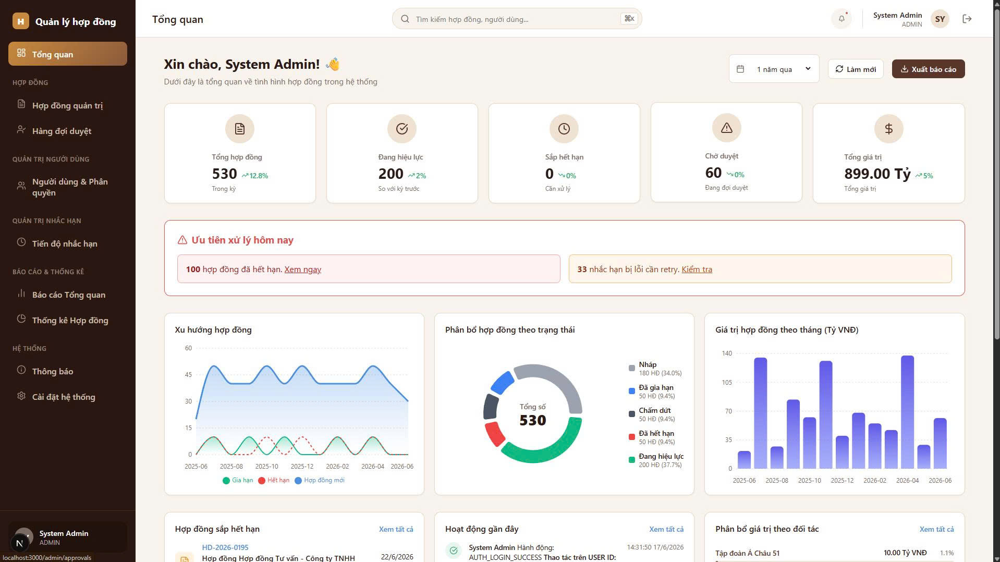 H Quản lý hợp đồng
Tổng quan
HỢP ĐỒNG
Hợp đồng quản trị
Hàng đợi duyệt
QUẢN TRỊ NGƯỜI DÙNG
Người dùng & Phân
quyền
QUẢN TRỊ NHẮC HẠN
Tiến độ nhắc hạn
BÁO CÁO & THỐNG KÊ
Báo cáo Tổng quan
Thống kê Hợp đồng
HỆ THỐNG
Thông báo
Cài đặt hệ thống
System Admin
ADMIN
N
localhost:3000/admin/approvals
Tổng quan
Tìm kiếm hợp đồng, người dùng...
⌘K
System Admin
ADMIN
SY
Xin chào, System Admin! 👋
Dưới đây là tổng quan về tình hình hợp đồng trong hệ thống
1 năm qua
Làm mới
Xuất báo cáo
Tổng hợp đồng
530 12.8%
Trong kỳ
Đang hiệu lực
200 2%
So với kỳ trước
Sắp hết hạn
0 0%
Cần xử lý
Chờ duyệt
60 0%
Đang đợi duyệt
Tổng giá trị
899.00 Tỷ 5%
Tổng giá trị
Ưu tiên xử lý hôm nay
100 hợp đồng đã hết hạn. Xem ngay
33 nhắc hạn bị lỗi cần retry. Kiểm tra
Xu hướng hợp đồng
60
45
30
15
0
2025-06 2025-08 2025-10 2025-12 2026-02 2026-04 2026-06
Gia hạn Hết hạn Hợp đồng mới
Phân bổ hợp đồng theo trạng thái
Tổng số
530
Nháp
180 HĐ (34.0%)
Đã gia hạn
50 HĐ (9.4%)
Chấm dứt
50 HĐ (9.4%)
Đã hết hạn
50 HĐ (9.4%)
Đang hiệu lực
200 HĐ (37.7%)
Giá trị hợp đồng theo tháng (Tỷ VNĐ)
140
105
70
35
0
2025-06 2025-08 2025-10 2025-12 2026-02 2026-04 2026-06
Hợp đồng sắp hết hạn
Xem tất cả
HD-2026-0195
Hợp đồng Hợp đồng Tư vấn - Công ty TNHH
22/6/2026
Hoạt động gần đây
Xem tất cả
System Admin Hành động:
14:31:50 17/6/2026
AUTH_LOGIN_SUCCESS Thao tác trên USER ID:
Phân bổ giá trị theo đối tác
Xem tất cả
Tập đoàn Á Châu 51
10.00 Tỷ VNĐ 1.1%